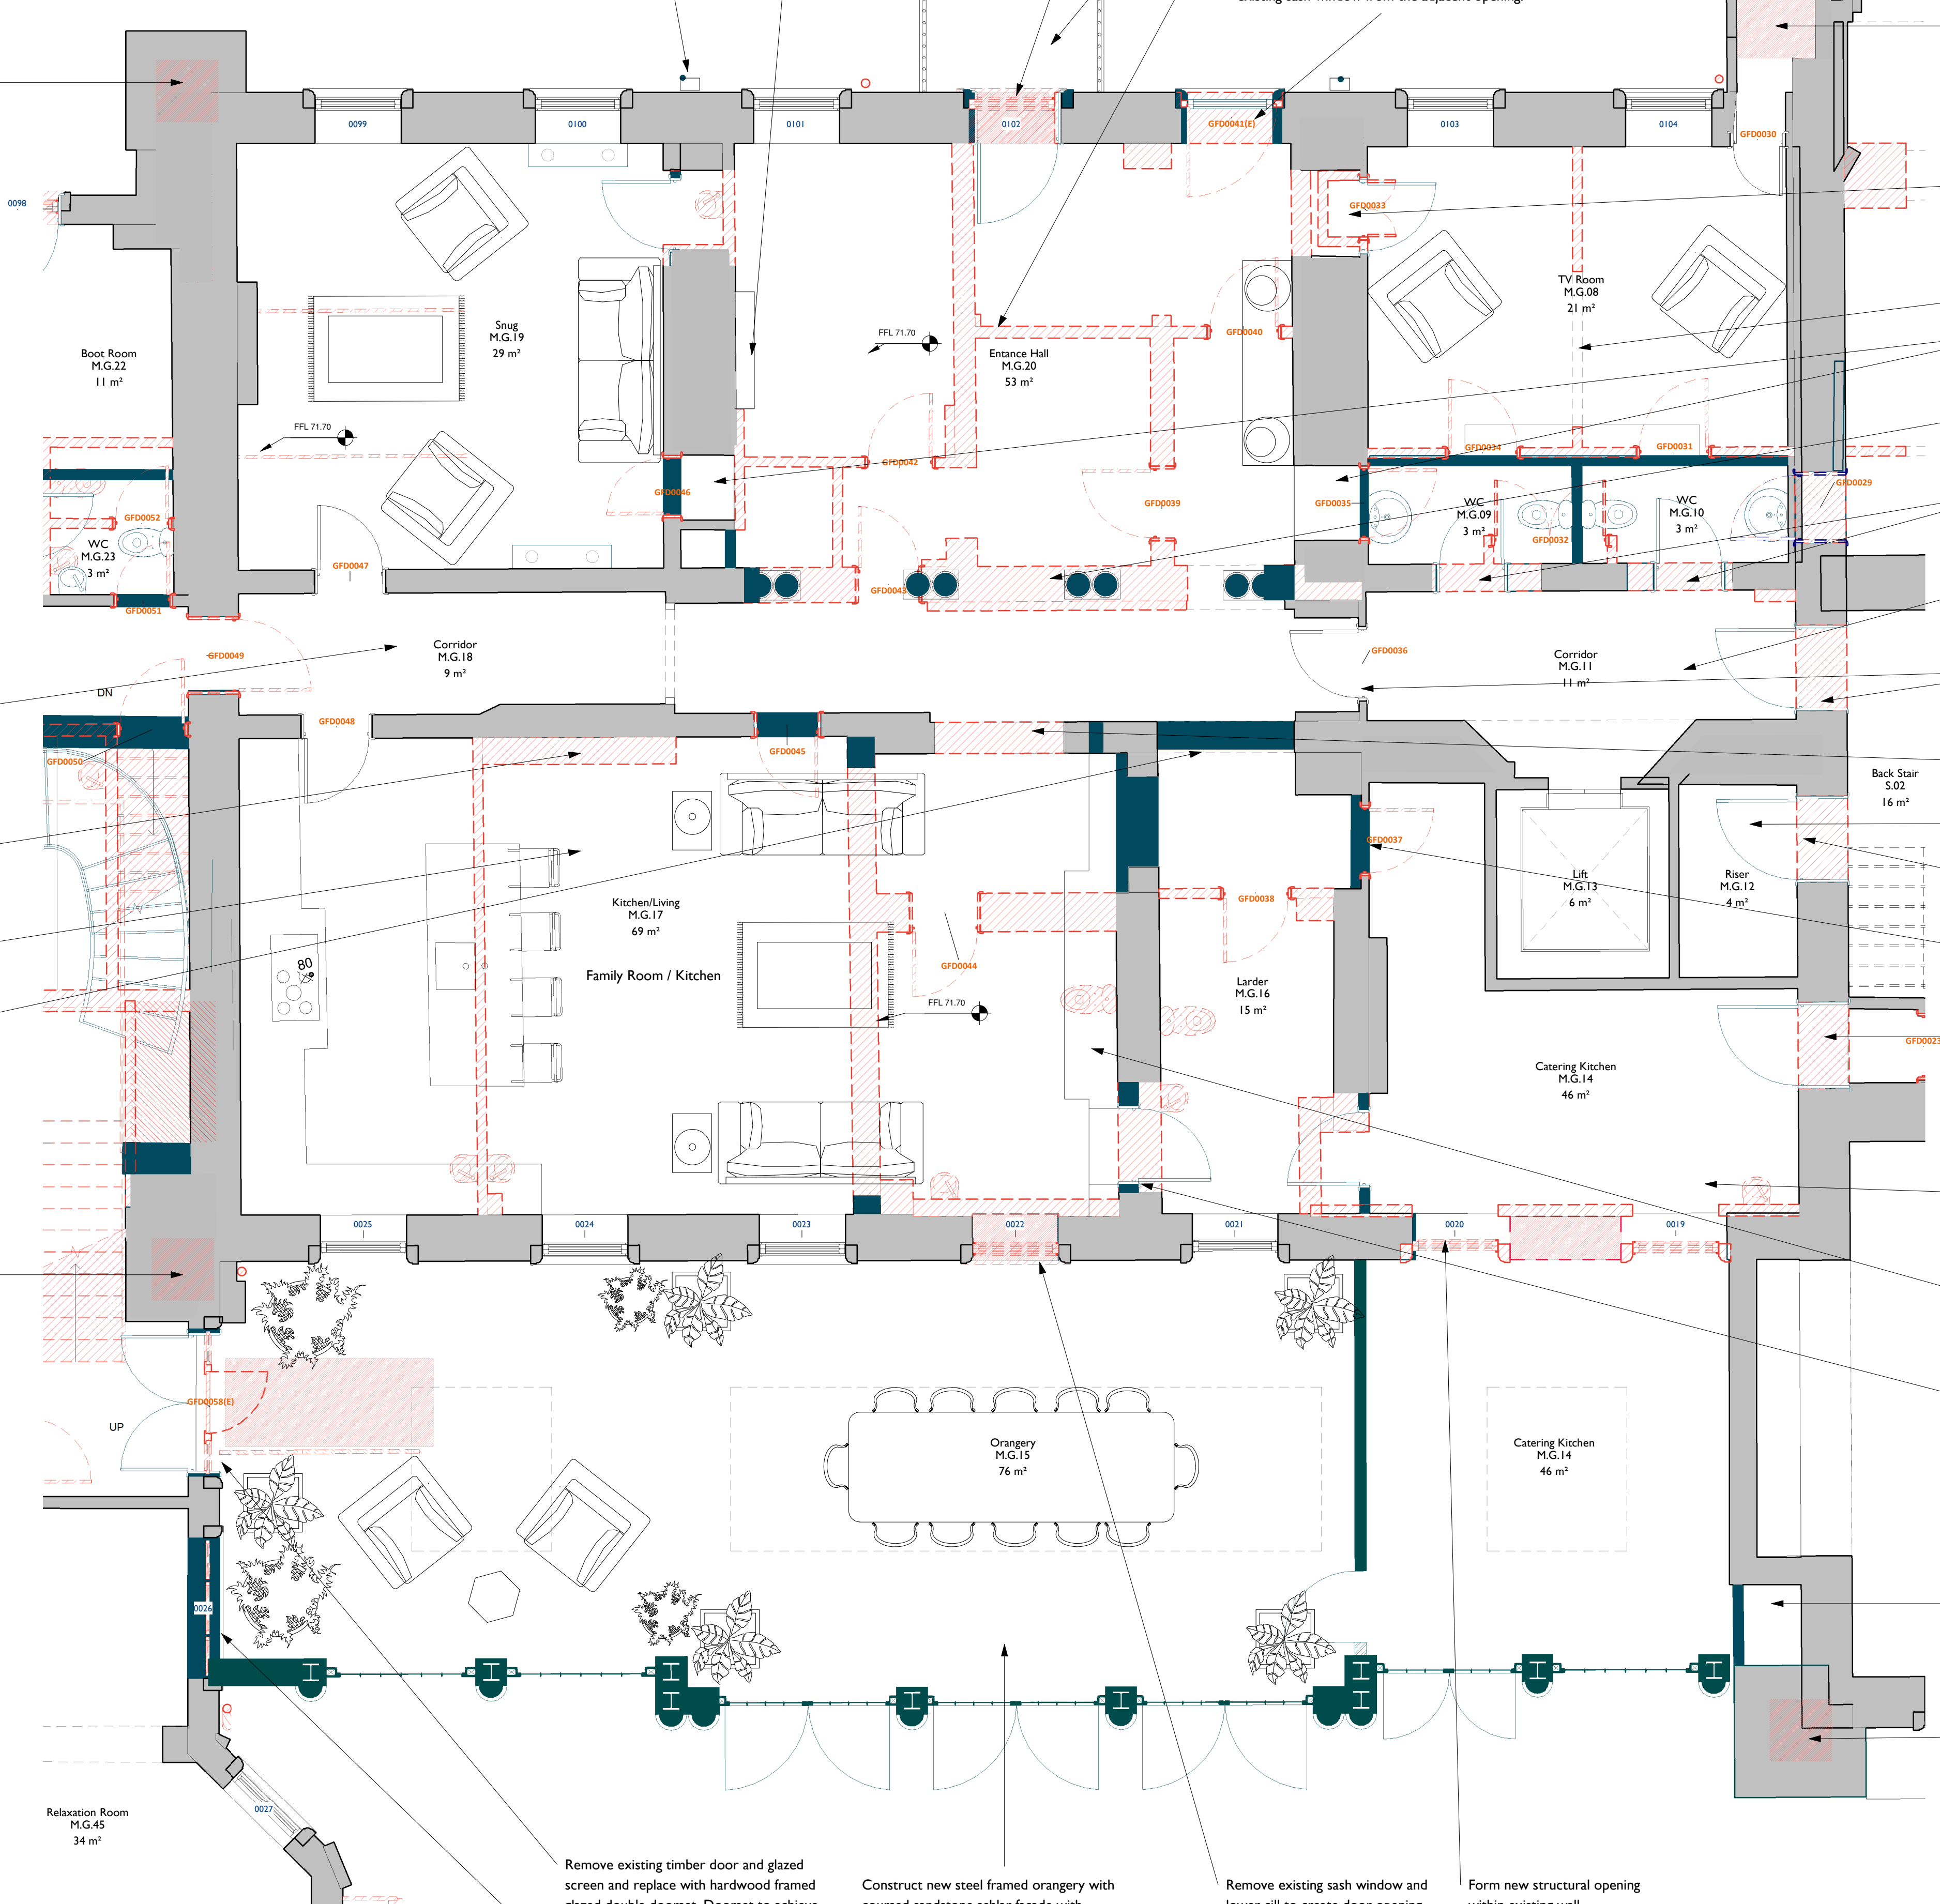 0099
0100
0101
0102
GFD0041(E)
0103
0104
GFD0030
0098
GFD0033
Boot Room
M.G.22
11 m²
Snug
M.G.19
29 m²
FFL 71.70
FFL 71.70
Entance Hall
M.G.20
53 m²
GFD0040
TV Room
M.G.08
21 m²
GFD0042
GFD0034
GFD0031
GFD0046
GFD0039
GFD0035
GFD0029
GFD0052
WC
M.G.23
3 m²
WC
M.G.09
3 m²
GFD0032
WC
M.G.10
3 m²
GFD0047
GFD0043
GFD0051
GFD0049
Corridor
M.G.18
9 m²
GFD0036
Corridor
M.G.11
11 m²
DN
GFD0048
GFD0045
GFD0050
Back Stair
S.02
16 m²
GFD0037
Kitchen/Living
M.G.17
69 m²
GFD0038
Lift
M.G.13
6 m²
Riser
M.G.12
4 m²
80
Family Room / Kitchen
GFD0044
FFL 71.70
Larder
M.G.16
15 m²
GFD0023
Catering Kitchen
M.G.14
46 m²
0025
0024
0023
0022
0021
0020
0019
GFD0058(E)
UP
Orangery
M.G.15
76 m²
Catering Kitchen
M.G.14
46 m²
0026
0027
Relaxation Room
M.G.45
34 m²
Remove existing timber door and glazed
screen and replace with hardwood framed
Construct new steel framed orangery with
Remove existing sash window and
Form new structural opening